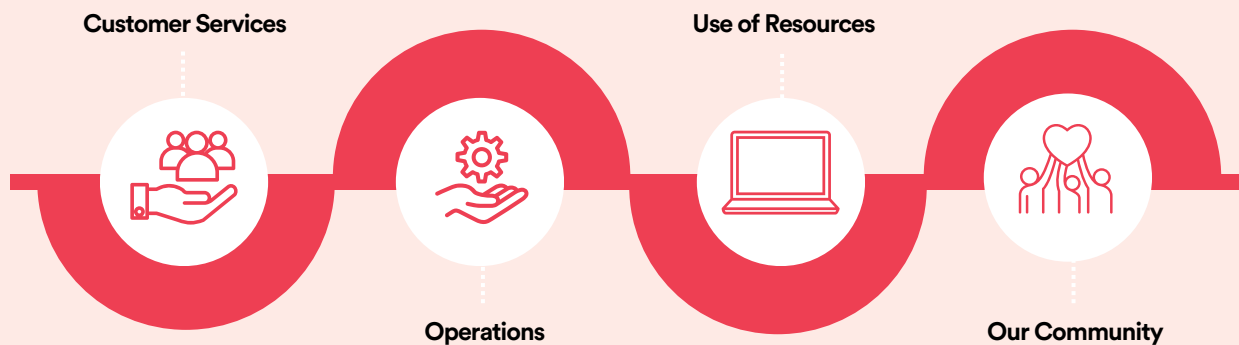 Customer Services
Use of Resources
Operations
Our Community